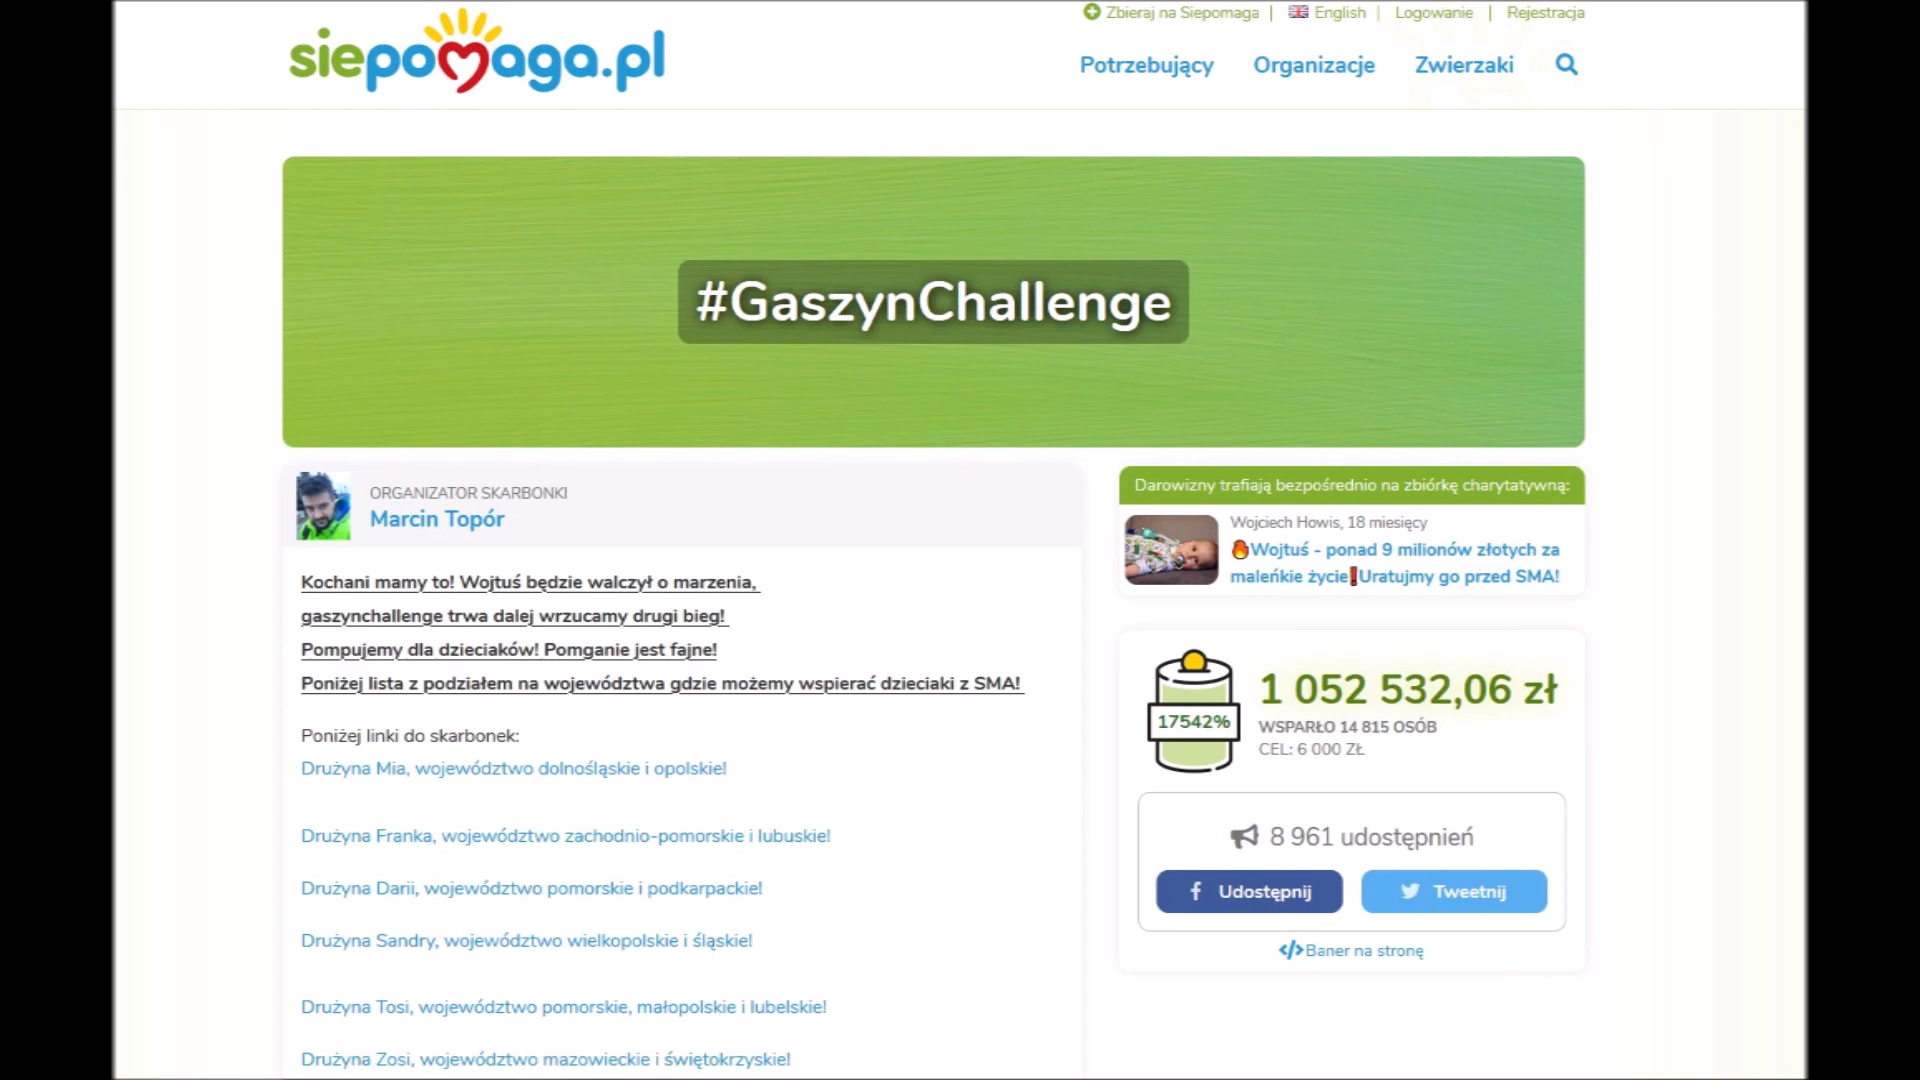 siepomaga.pl
Zbieraj na Siepomaga | English | Logowanie | Rejestracja
Potrzebujący Organizacje Zwierzaki
#GaszynChallenge
ORGANIZATOR SKARBONKI
Marcin Topór
Kochani mamy to! Wojtuś będzie walczył o marzenia,
gaszynchallenge trwa dalej wrzucamy drugi bieg!
Pompujemy dla dzieciaków! Pomganie jest fajne!
Poniżej lista z podziałem na województwa gdzie możemy wspierać dzieciaki z SMA!
Poniżej linki do skarbonek:
Drużyna Mia, województwo dolnośląskie i opolskie!
Drużyna Franka, województwo zachodnio-pomorskie i lubuskie!
Drużyna Darii, województwo pomorskie i podkarpackie!
Drużyna Sandry, województwo wielkopolskie i śląskie!
Drużyna Tosi, województwo pomorskie, małopolskie i lubelskie!
Drużyna Zosi, województwo mazowieckie i świętokrzyskie!
Darowizny trafiają bezpośrednio na zbiórkę charytatywną:
Wojciech Howis, 18 miesięcy
🔥Wojtuś - ponad 9 milionów złotych za
maleńkie życie❗Uratujmy go przed SMA!
17542%
1 052 532,06 zł
WSPARŁO 14 815 OSÓB
CEL: 6 000 ZŁ
8 961 udostępnień
Udostępnij
Tweetnij
</>Baner na stronę